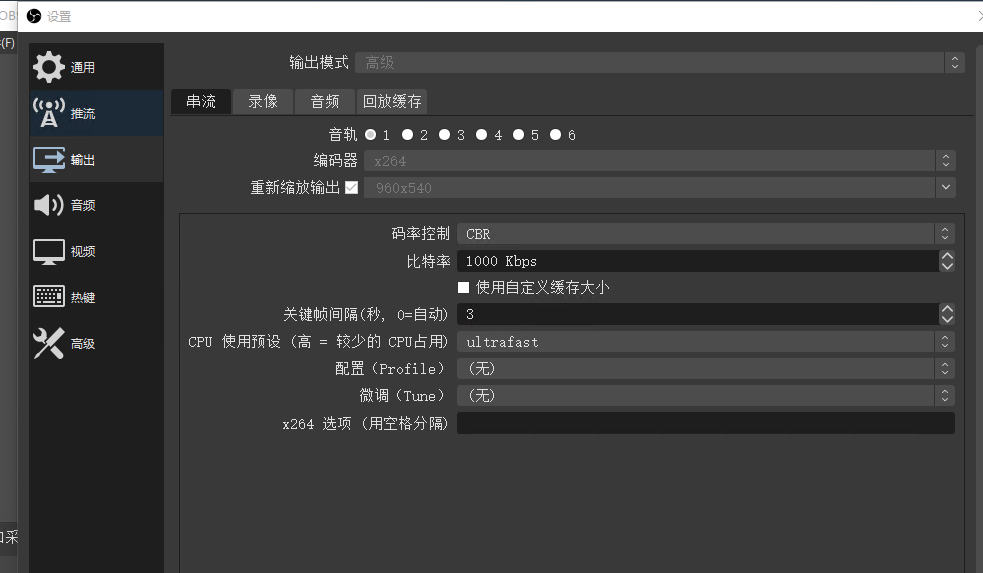 OB
设置
(F)
通用
推流
输出
音频
视频
热键
高级
输出模式 高级
串流 录像 音频 回放缓存
音轨 1 2 3 4 5 6
编码器 x264
重新缩放输出 960x540
码率控制 CBR
比特率 1000 Kbps
使用自定义缓存大小
关键帧间隔(秒, 0=自动) 3
CPU 使用预设 (高 = 较少的 CPU占用) ultrafast
配置（Profile） (无)
微调（Tune） (无)
x264 选项 (用空格分隔)
口采